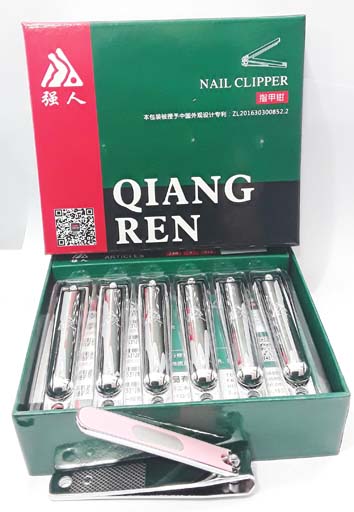 强人
NAIL CLIPPER
指甲钳
本包装被授予中国外观设计专利：ZL201630300852.2
QIANG
REN
ARTICLES